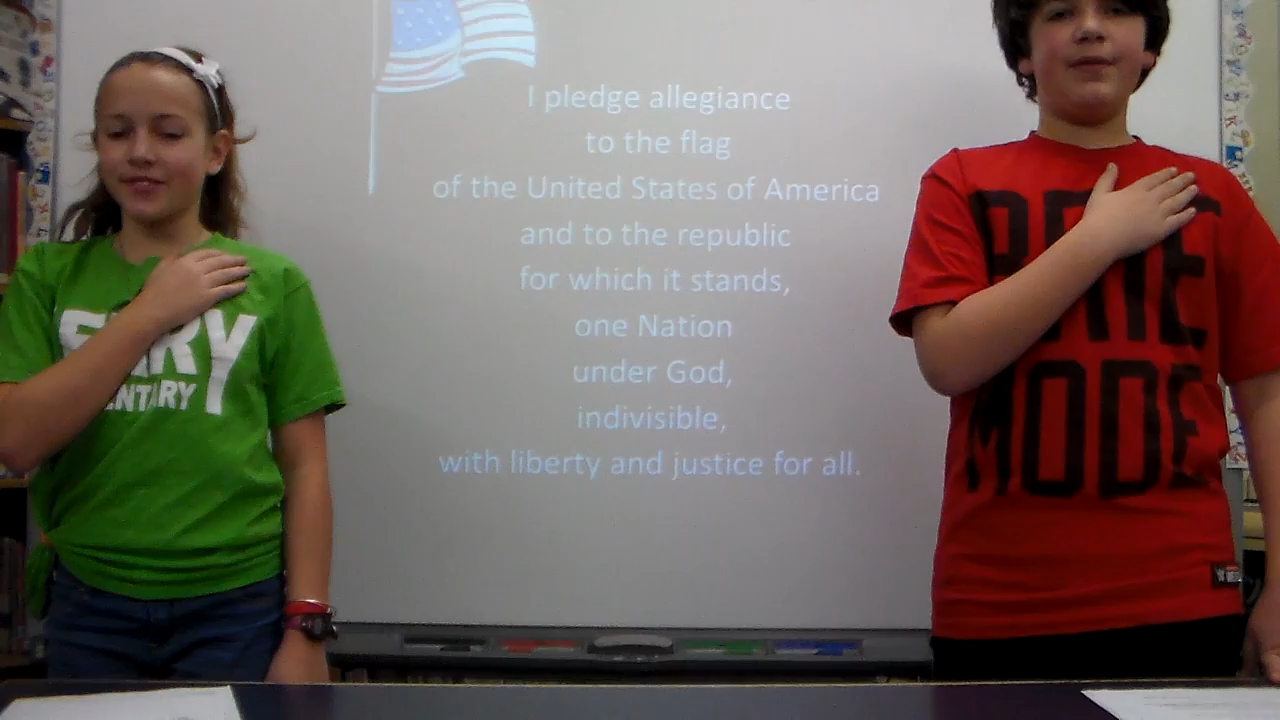 I pledge allegiance
to the flag
of the United States of America
and to the republic
for which it stands,
one Nation
under God,
indivisible,
with liberty and justice for all.
MODE